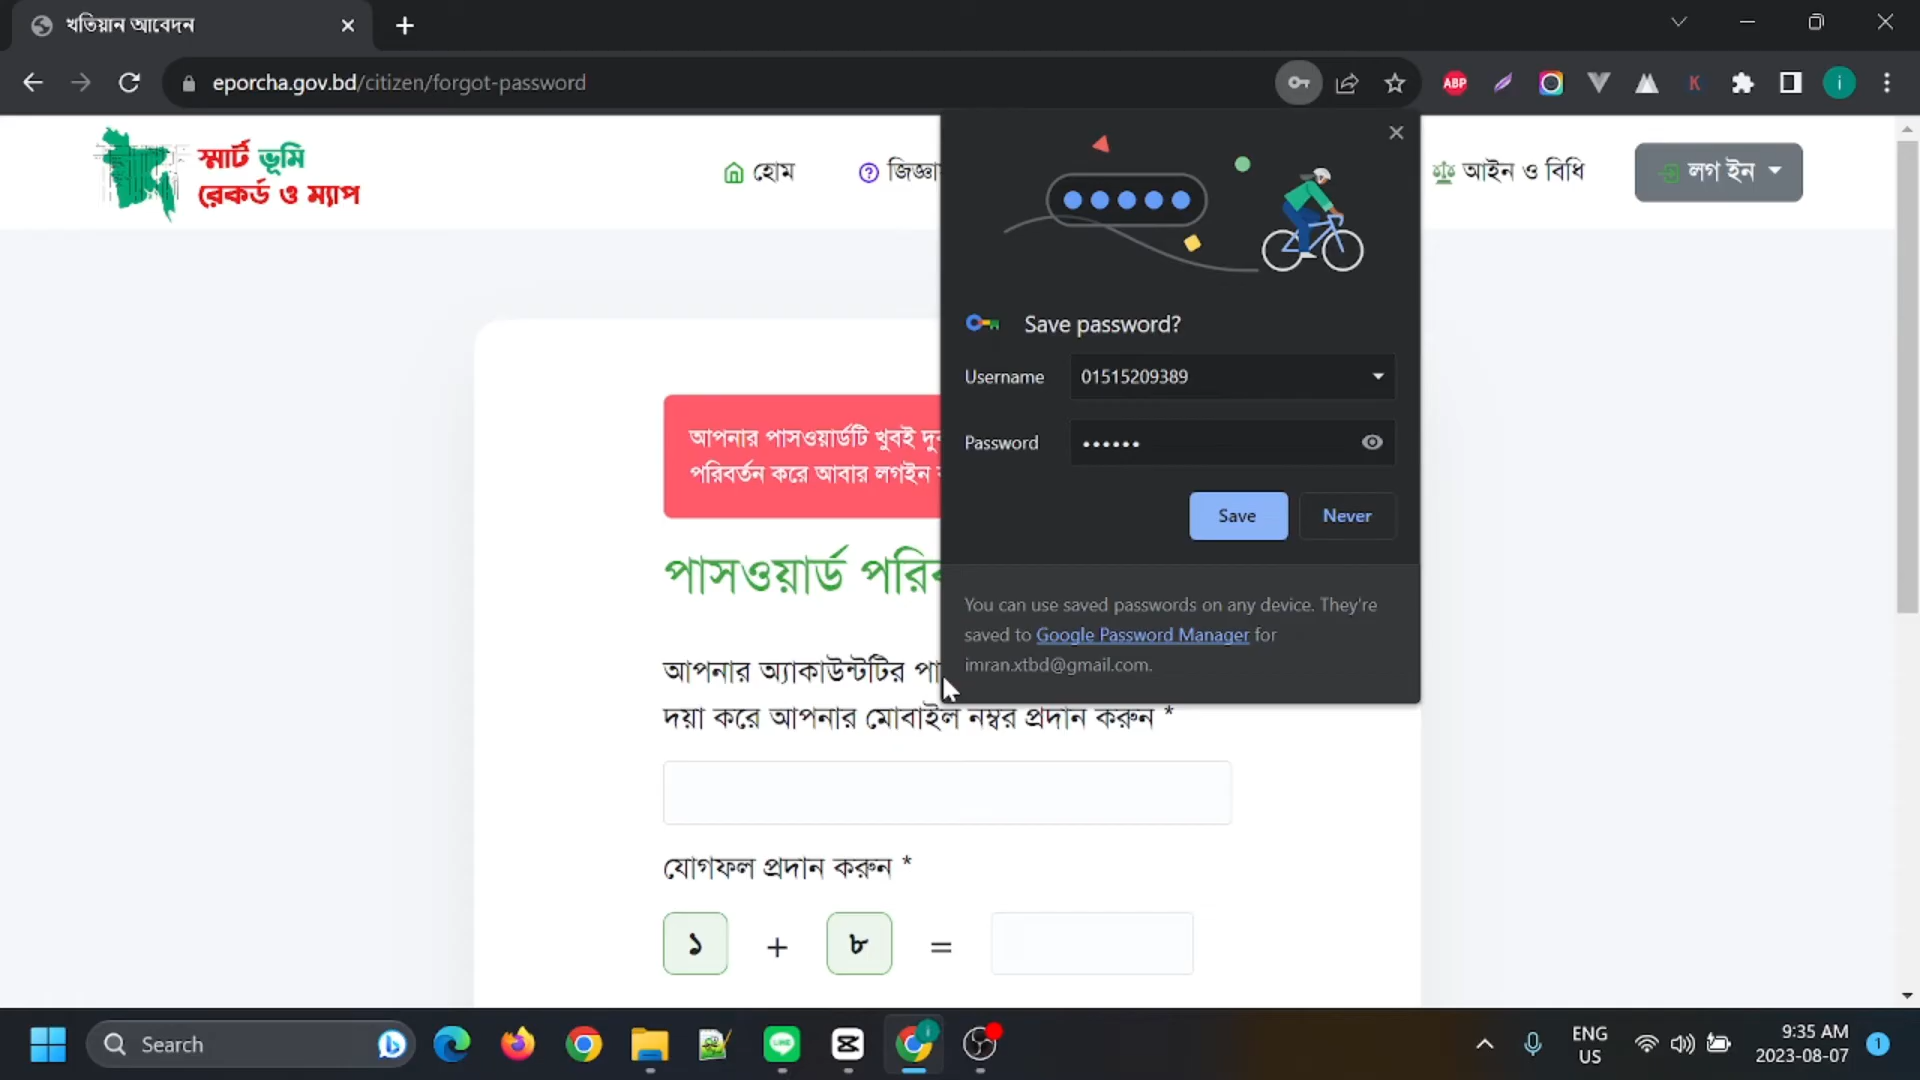 খতিয়ান আবেদন
eporcha.gov.bd/citizen/forgot-password
ABP
K
i
স্মার্ট ভূমি
রেকর্ড ও ম্যাপ
হোম
আইন ও বিধি
লগ ইন
Save password?
Username 01515209389
Password ••••••
Save Never
You can use saved passwords on any device. They're
saved to Google Password Manager for
imran.xtbd@gmail.com.
আপনার পাসওয়ার্ডটি খুবই
পরিবর্তন করে আবার লগইন
পাসওয়ার্ড
আপনার অ্যাকাউন্টটির
দয়া করে আপনার মোবাইল নম্বর প্রদান করুন *
যোগফল প্রদান করুন *
১ + ৮ =
Search
LINE
ENG
US
9:35 AM
2023-08-07
1